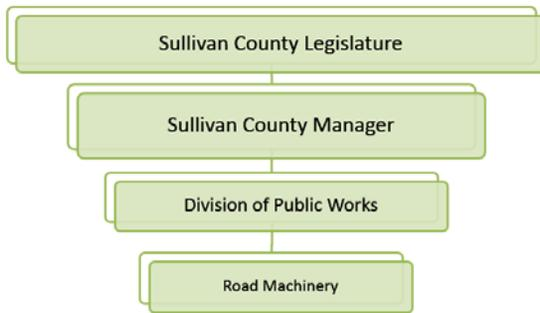 Sullivan County Legislature
Sullivan County Manager
Division of Public Works
Road Machinery